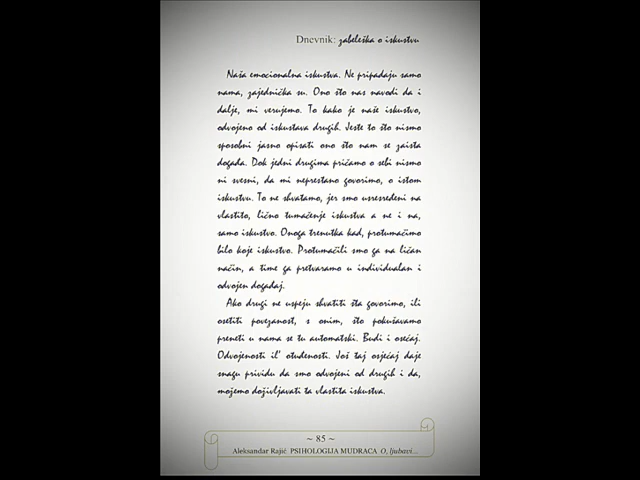 Dnevnik: zabeleška o iskustvu
Naša emocionalna iskustva. Ne pripadaju samo
nama, zajednička su. Ono što nas navodi da i
dalje, mi verujemo. To kako je naše iskustvo,
odvojeno od iskustava drugih. Jeste to što nismo
sposobni jasno opisati ono što nam se zaista
događa. Dok jedni drugima pričamo o sebi nismo
ni svesni, da mi neprestano govorimo, o istom
iskustvu. To ne shvatamo, jer smo usresređeni na
vlastito, lično tumačenje iskustva a ne i na,
samo iskustvo. Onoga trenutka kad, protumačimo
bilo koje iskustvo. Protumačili smo ga na ličan
način, a time ga pretvaramo u individualan i
odvojen događaj.
Ako drugi ne uspeju shvatiti šta govorimo, ili
osetiti povezanost, s onim, što pokušavamo
preneti u nama se tu automatski. Budi i osećaj.
Odvojenosti il' otuđenosti. Još taj osjećaj daje
snagu prividu da smo odvojeni od drugih i da,
možemo doživljavati ta vlastita iskustva.
~ 85 ~
Aleksandar Rajić PSIHOLOGIJA MUDRACA O, ljubavi...